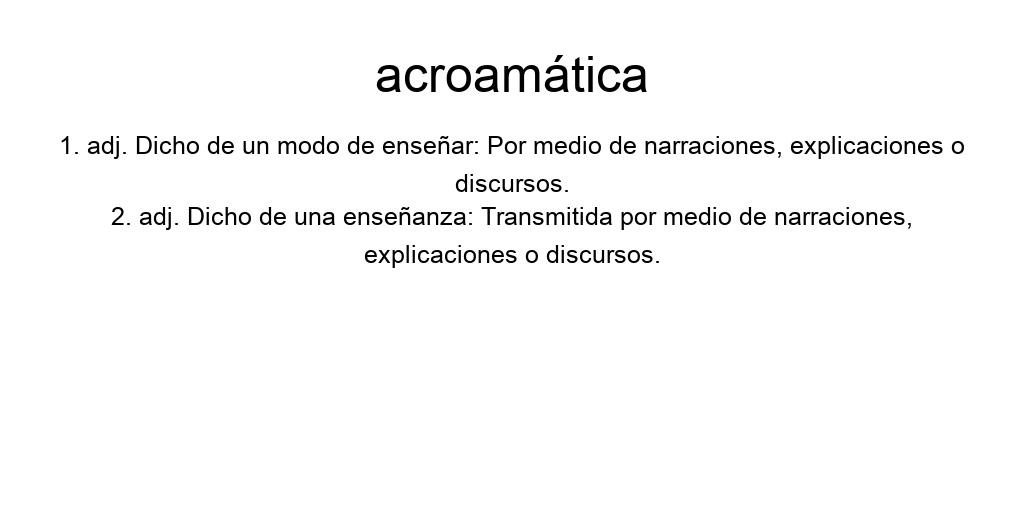 acroamática
1. adj. Dicho de un modo de enseñar: Por medio de narraciones, explicaciones o
discursos.
2. adj. Dicho de una enseñanza: Transmitida por medio de narraciones,
explicaciones o discursos.